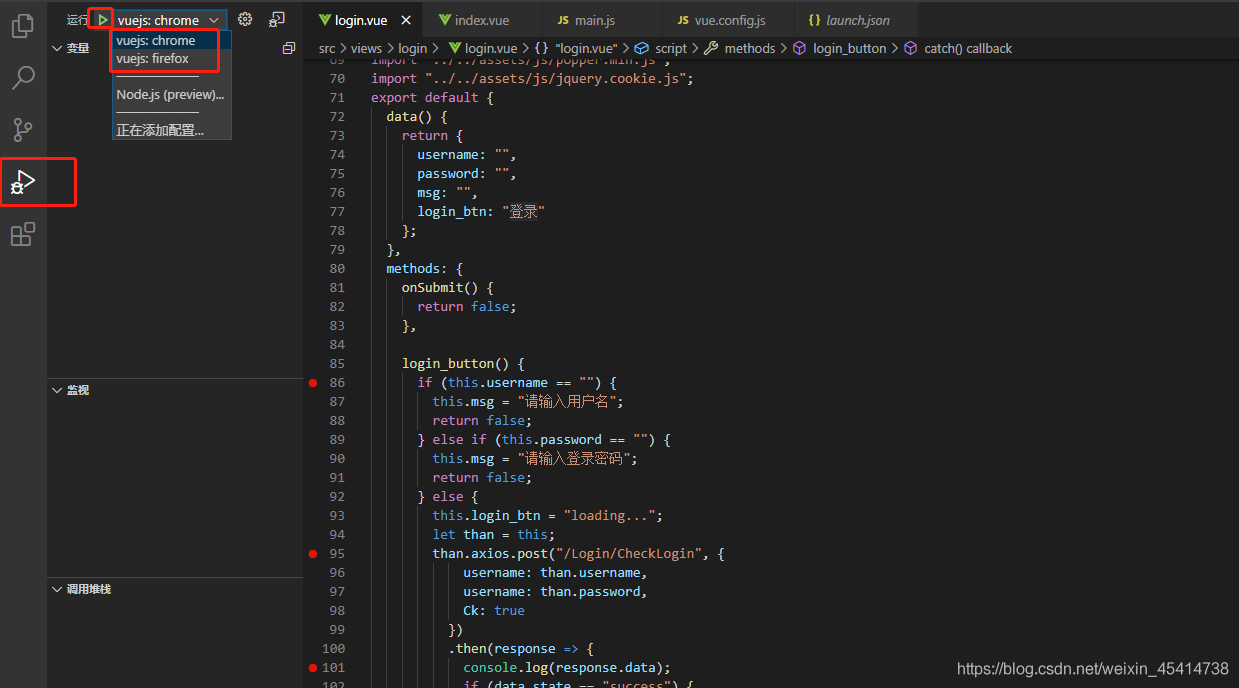 运行 vuejs: chrome
vuejs: chrome
vuejs: firefox
Node.js (preview)...
正在添加配置...
变量
监视
调用堆栈
login.vue index.vue JS main.js JS vue.config.js {} launch.json
src > views > login > login.vue > {} "login.vue" > script > methods > login_button > catch() callback
69 import "../../assets/js/popper.min.js";
70 import "../../assets/js/jquery.cookie.js";
71 export default {
72 data() {
73 return {
74 username: "",
75 password: "",
76 msg: "",
77 login_btn: "登录"
78 };
79 },
80 methods: {
81 onSubmit() {
82 return false;
83 },
84
85 login_button() {
86 if (this.username == "") {
87 this.msg = "请输入用户名";
88 return false;
89 } else if (this.password == "") {
90 this.msg = "请输入登录密码";
91 return false;
92 } else {
93 this.login_btn = "loading...";
94 let than = this;
95 than.axios.post("/Login/CheckLogin", {
96 username: than.username,
97 username: than.password,
98 Ck: true
99 })
100 .then(response => {
101 console.log(response.data);
102 if (data.state == "success") {
https://blog.csdn.net/weixin_45414738